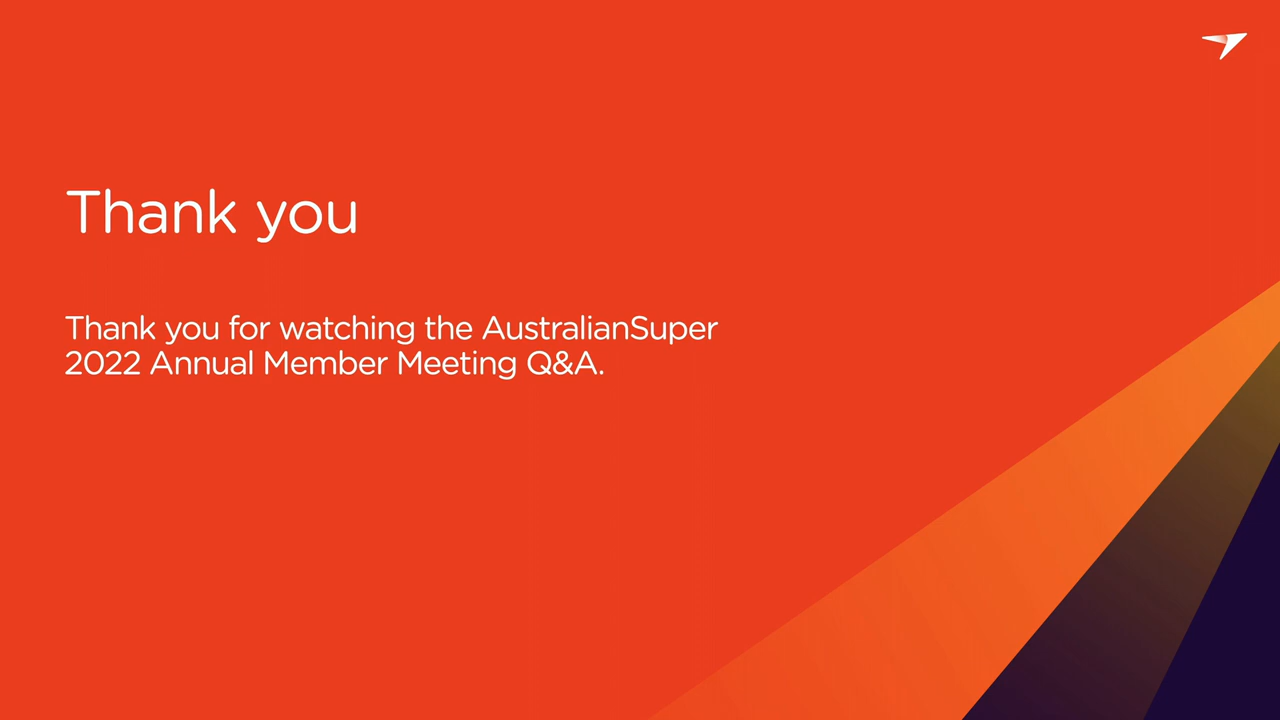 Thank you
Thank you for watching the AustralianSuper
2022 Annual Member Meeting Q&A.